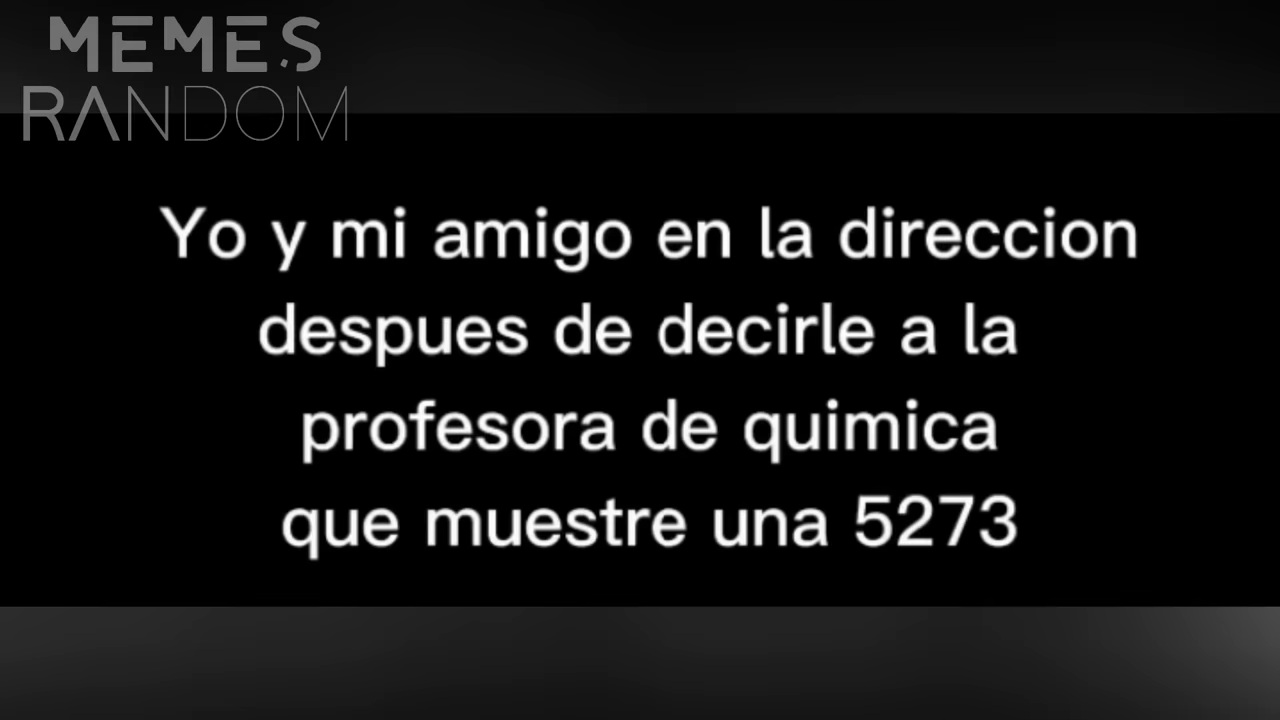 MEMES
RANDOM
Yo y mi amigo en la direccion
despues de decirle a la
profesora de quimica
que muestre una 5273